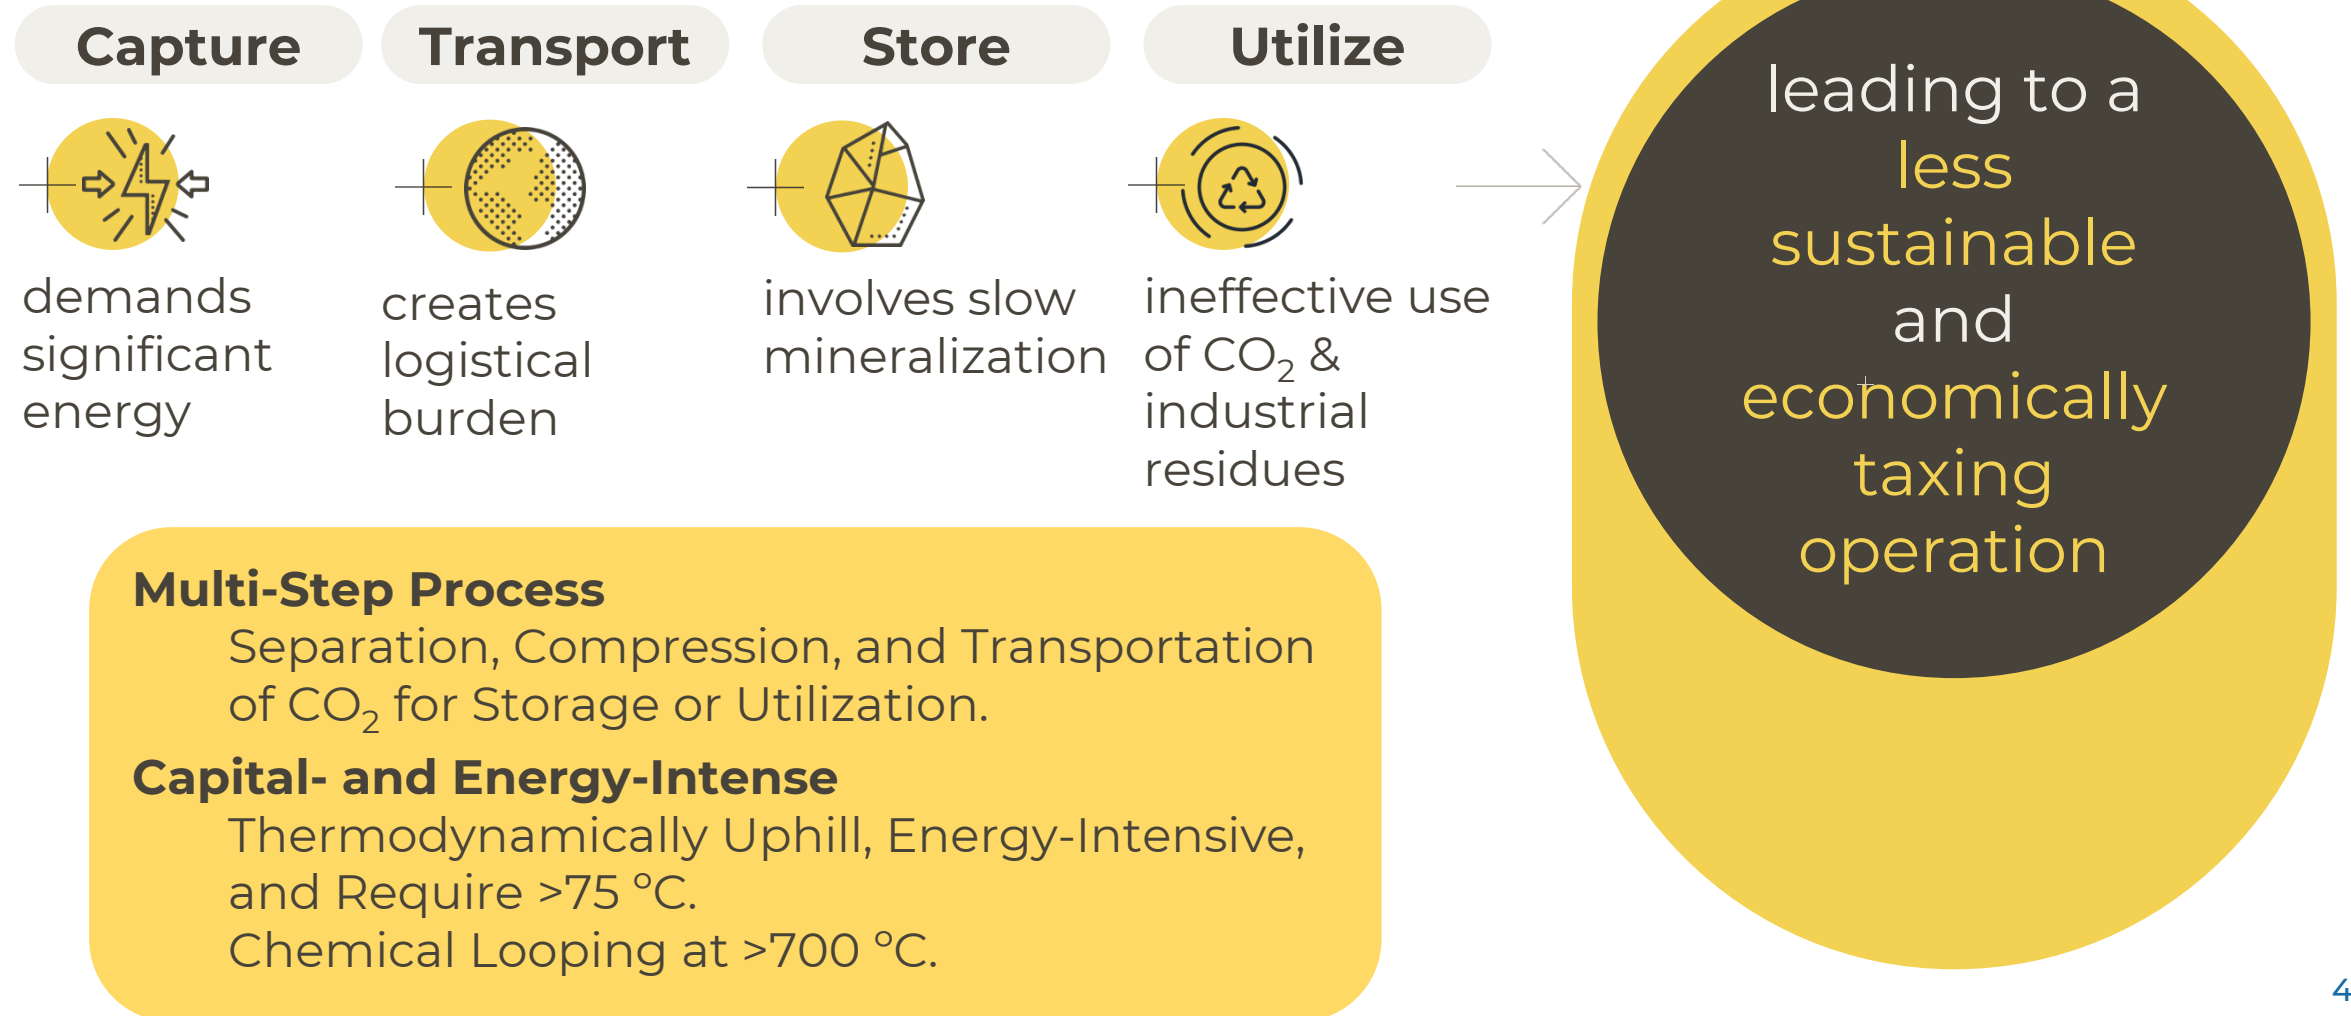 Capture
demands
significant
energy
Transport
creates
logistical
burden
Store
involves slow
mineralization
Utilize
ineffective use
of CO₂ &
industrial
residues
leading to a
less
sustainable
and
economically
taxing
operation
Multi-Step Process
Separation, Compression, and Transportation
of CO₂ for Storage or Utilization.
Capital- and Energy-Intense
Thermodynamically Uphill, Energy-Intensive,
and Require >75 °C.
Chemical Looping at >700 °C.
4